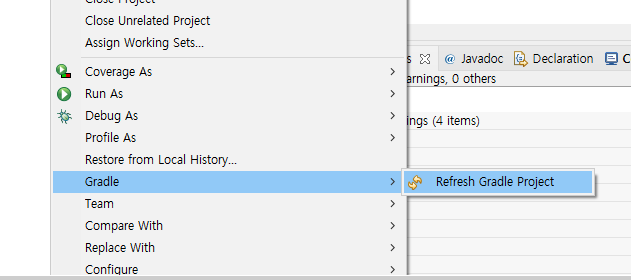 Close Project
Close Unrelated Project
Assign Working Sets...
s @ Javadoc Declaration C
arnings, 0 others
Coverage As
Run As
ings (4 items)
Debug As
Profile As
Restore from Local History...
Gradle
Refresh Gradle Project
Team
Compare With
Replace With
Configure